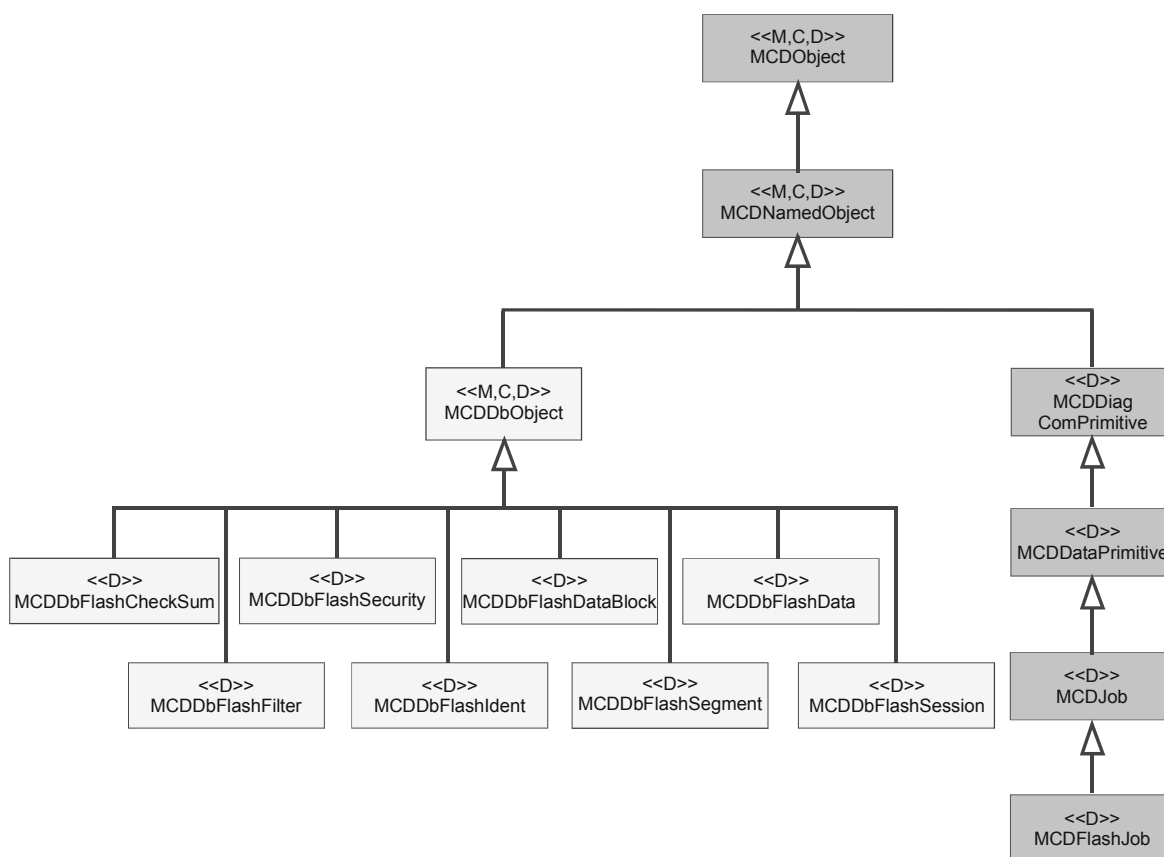 <<M,C,D>>
MCDObject
<<M,C,D>>
MCDNamedObject
<<M,C,D>>
MCDDbObject
<<D>>
MCDDiag
ComPrimitive
<<D>>
MCDDbFlashCheckSum
<<D>>
MCDDbFlashSecurity
<<D>>
MCDDbFlashDataBlock
<<D>>
MCDDbFlashData
<<D>>
MCDDataPrimitive
<<D>>
MCDDbFlashFilter
<<D>>
MCDDbFlashIdent
<<D>>
MCDDbFlashSegment
<<D>>
MCDDbFlashSession
<<D>>
MCDJob
<<D>>
MCDFlashJob